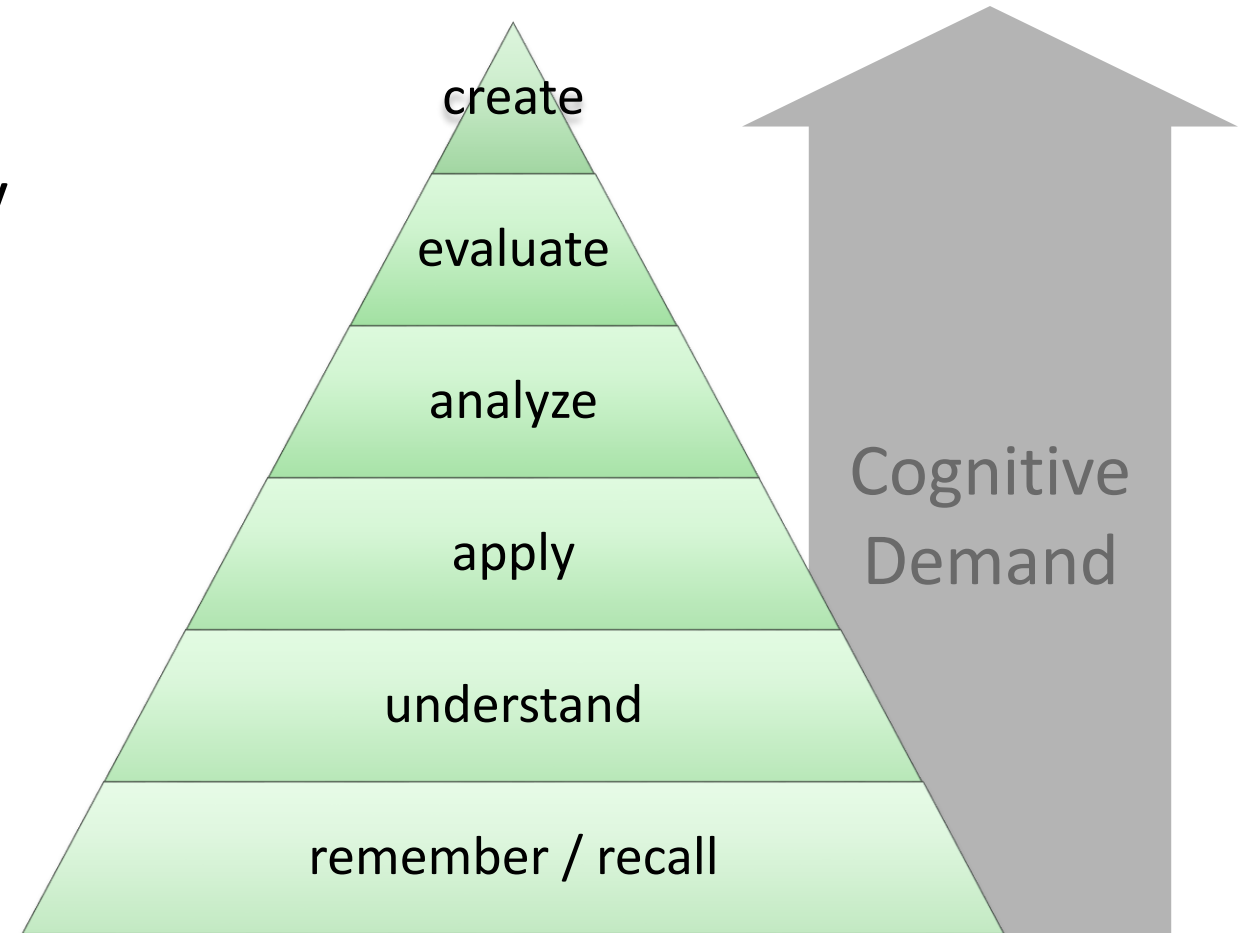 create
evaluate
analyze
apply
understand
remember / recall
Cognitive
Demand